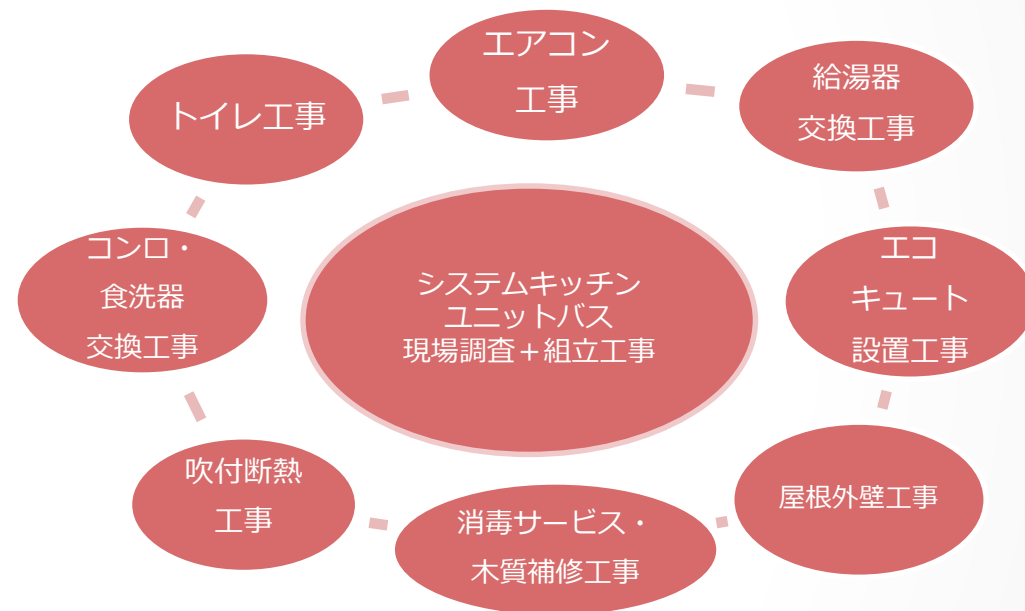 エアコン
工事
給湯器
交換工事
エコ
キュート
設置工事
屋根外壁工事
消毒サービス・
木質補修工事
吹付断熱
工事
コンロ・
食洗器
交換工事
トイレ工事
システムキッチン
ユニットバス
現場調査＋組立工事